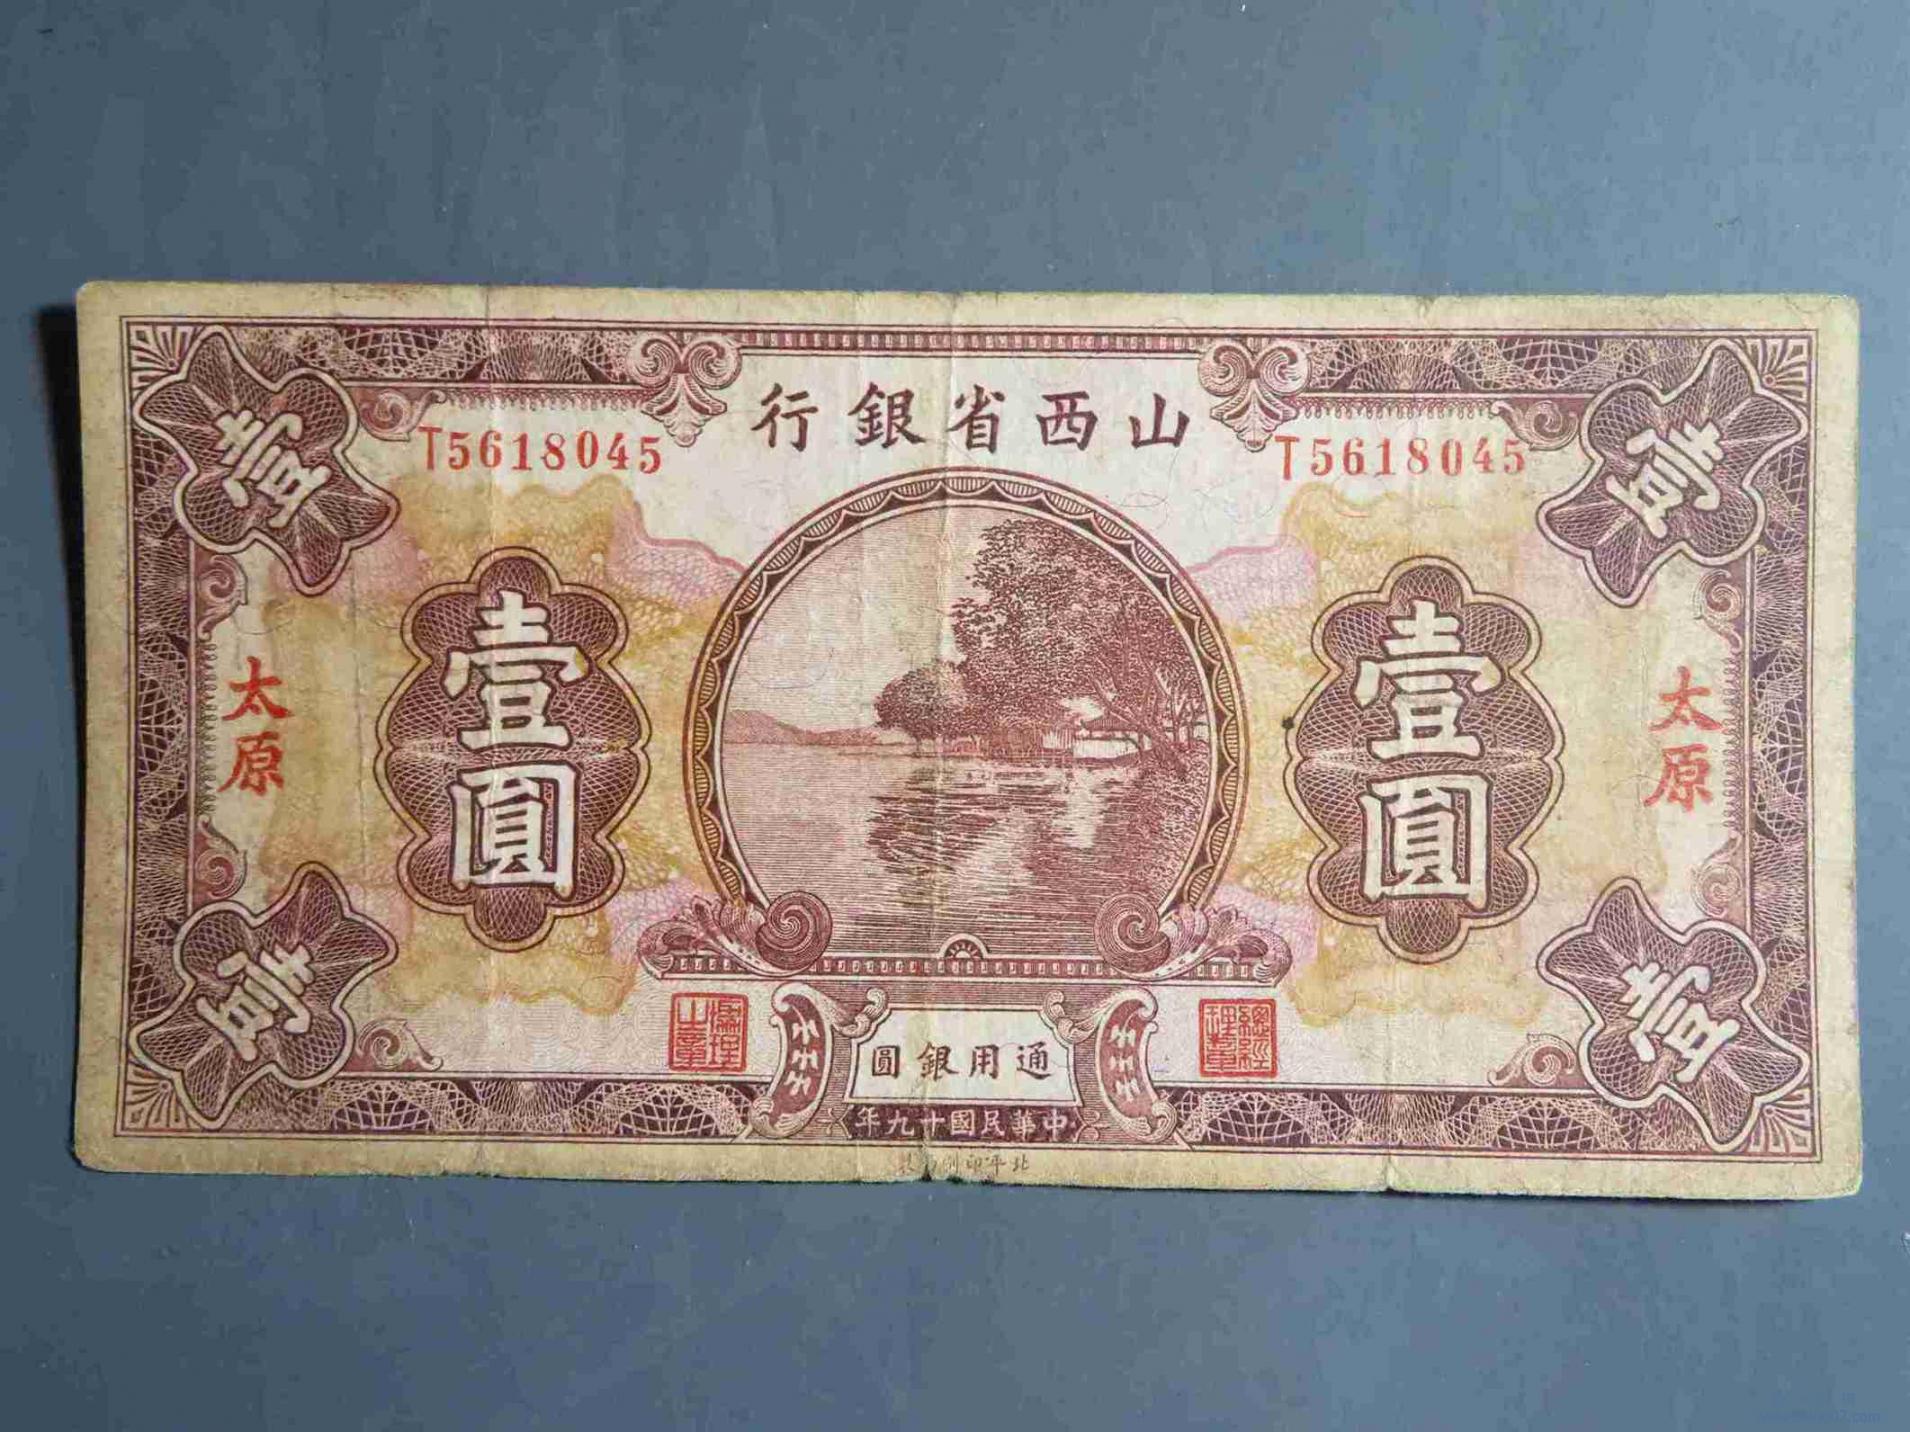 山西省銀行
T5618045
T5618045
壹
壹
壹圓
壹圓
太原
太原
壹
壹
通用銀圓
中華民國十九年